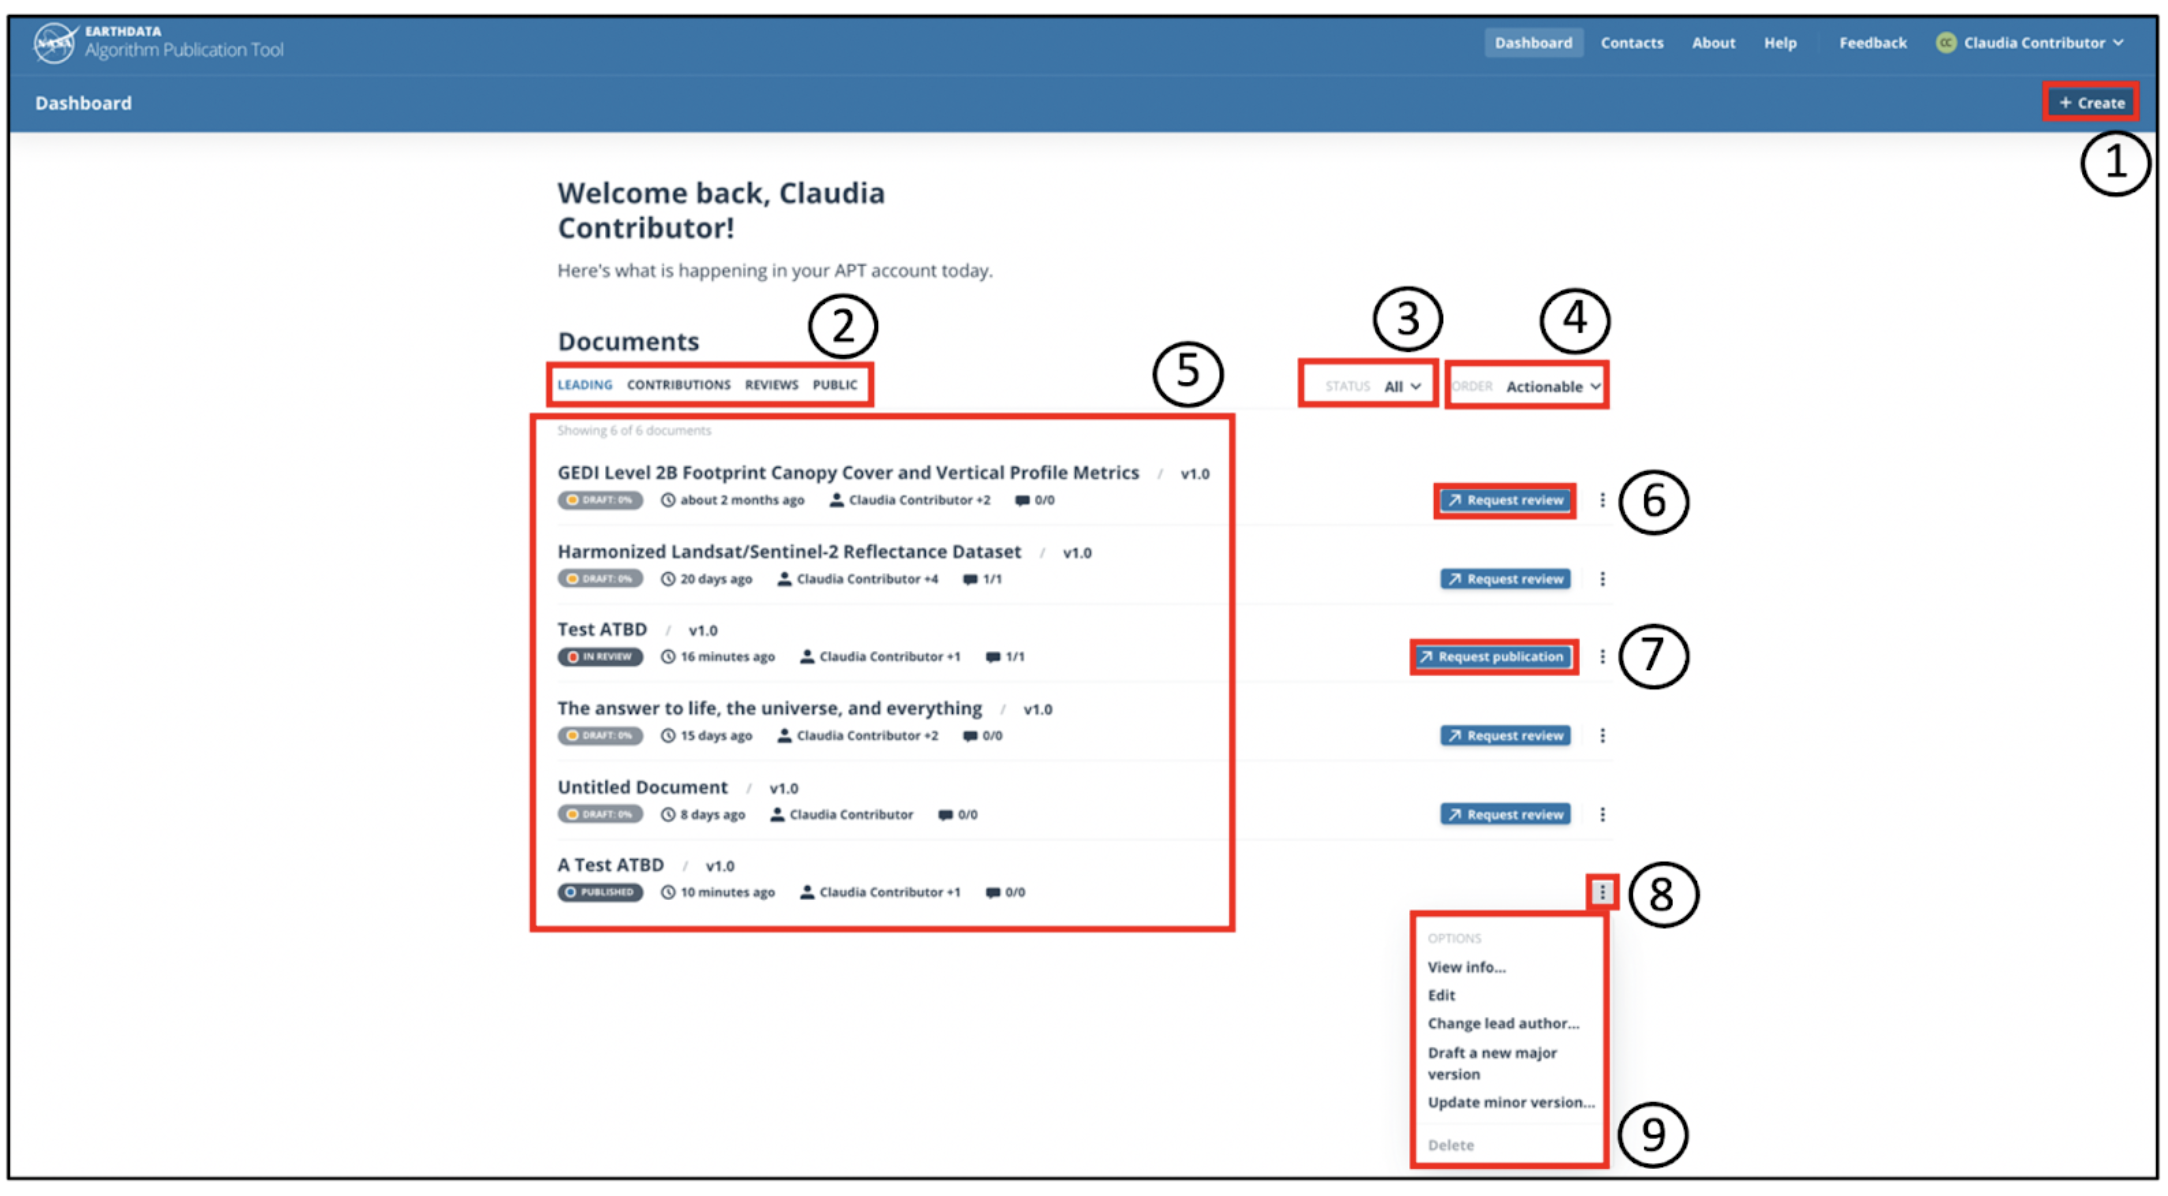 EARTHDATA
Algorithm Publication Tool
Dashboard Contacts About Help Feedback CC Claudia Contributor
Dashboard
+ Create
1
Welcome back, Claudia
Contributor!
Here's what is happening in your APT account today.
2
3
4
Documents
5
LEADING CONTRIBUTIONS REVIEWS PUBLIC
STATUS All
ORDER Actionable
Showing 6 of 6 documents
GEDI Level 2B Footprint Canopy Cover and Vertical Profile Metrics / v1.0
DRAFT: 0% about 2 months ago Claudia Contributor +2 0/0
Request review
6
Harmonized Landsat/Sentinel-2 Reflectance Dataset / v1.0
DRAFT: 0% 20 days ago Claudia Contributor +4 1/1
Request review
Test ATBD / v1.0
IN REVIEW 16 minutes ago Claudia Contributor +1 1/1
Request publication
7
The answer to life, the universe, and everything / v1.0
DRAFT: 0% 15 days ago Claudia Contributor +2 0/0
Request review
Untitled Document / v1.0
DRAFT: 0% 8 days ago Claudia Contributor 0/0
Request review
A Test ATBD / v1.0
PUBLISHED 10 minutes ago Claudia Contributor +1 0/0
8
OPTIONS
View info...
Edit
Change lead author...
Draft a new major
version
Update minor version...
Delete
9